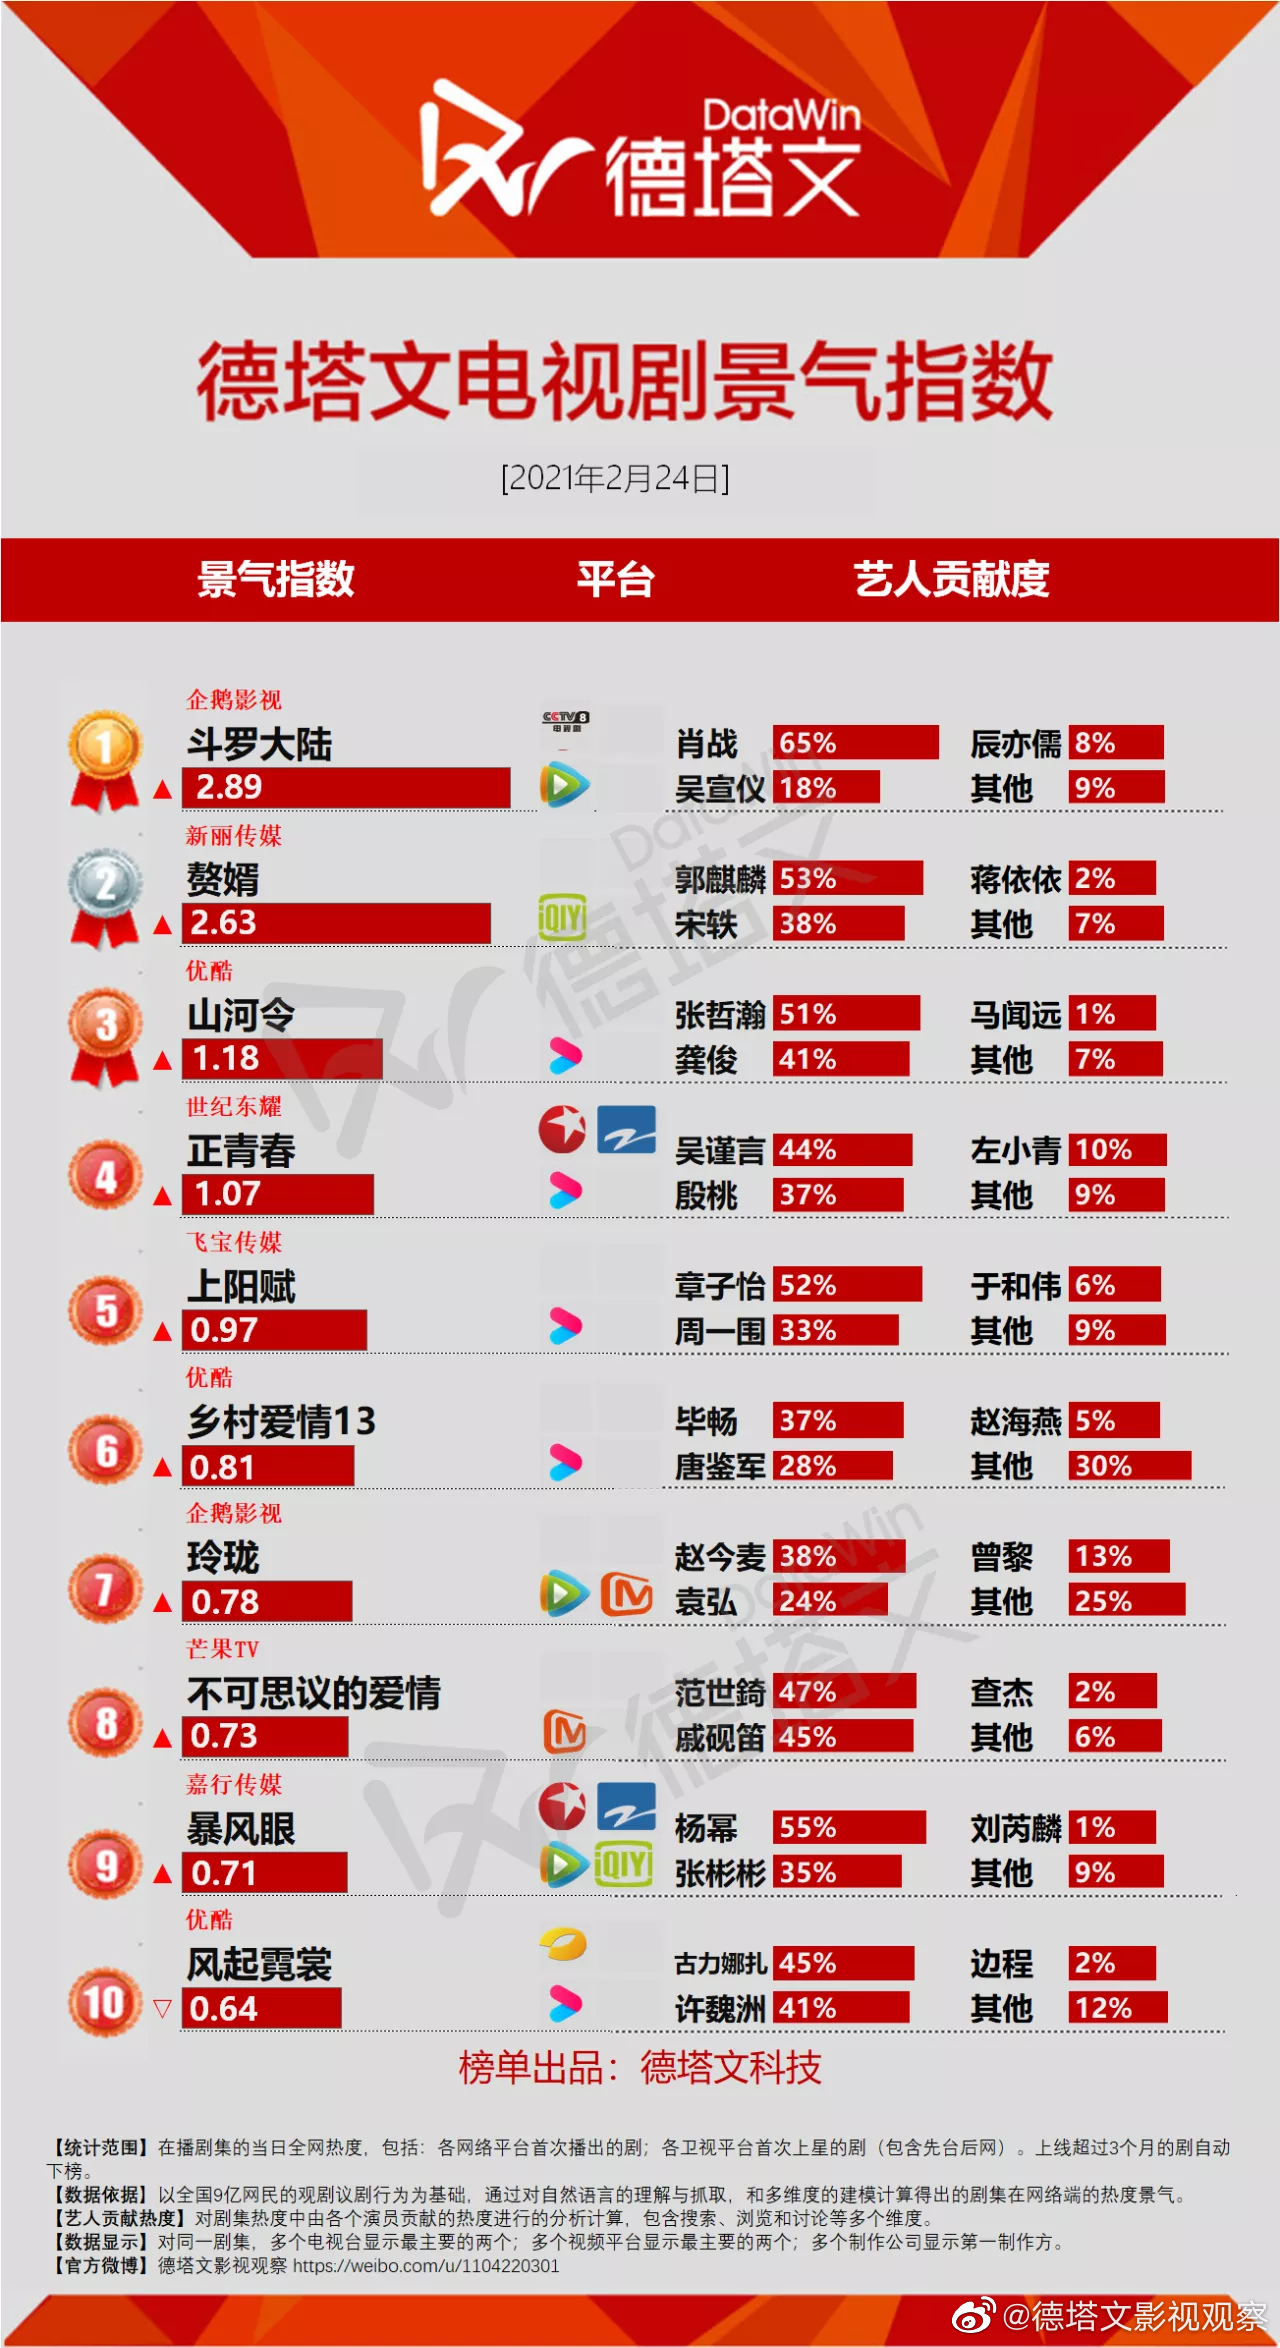 DataWin
德塔文
德塔文电视剧景气指数
[2021年2月24日]
景气指数 平台 艺人贡献度
企鹅影视
1 斗罗大陆 CCTV 8 电视剧 肖战 65% 辰亦儒 8%
▲ 2.89 吴宣仪 18% 其他 9%
新丽传媒
2 赘婿 郭麒麟 53% 蒋依依 2%
▲ 2.63 iQIYI 宋轶 38% 其他 7%
优酷
3 山河令 张哲瀚 51% 马闻远 1%
▲ 1.18 龚俊 41% 其他 7%
世纪东耀
4 正青春 吴谨言 44% 左小青 10%
▲ 1.07 殷桃 37% 其他 9%
飞宝传媒
5 上阳赋 章子怡 52% 于和伟 6%
▲ 0.97 周一围 33% 其他 9%
优酷
6 乡村爱情13 毕畅 37% 赵海燕 5%
▲ 0.81 唐鉴军 28% 其他 30%
企鹅影视
7 玲珑 赵今麦 38% 曾黎 13%
▲ 0.78 袁弘 24% 其他 25%
芒果TV
8 不可思议的爱情 范世錡 47% 查杰 2%
▲ 0.73 戚砚笛 45% 其他 6%
嘉行传媒
9 暴风眼 杨幂 55% 刘芮麟 1%
▲ 0.71 iQIYI 张彬彬 35% 其他 9%
优酷
10 风起霓裳 古力娜扎 45% 边程 2%
▽ 0.64 许魏洲 41% 其他 12%
榜单出品：德塔文科技
【统计范围】在播剧集的当日全网热度，包括：各网络平台首次播出的剧；各卫视平台首次上星的剧（包含先台后网）。上线超过3个月的剧自动
下榜。
【数据依据】以全国9亿网民的观剧议剧行为为基础，通过对自然语言的理解与抓取，和多维度的建模计算得出的剧集在网络端的热度景气。
【艺人贡献热度】对剧集热度中由各个演员贡献的热度进行的分析计算，包含搜索、浏览和讨论等多个维度。
【数据显示】对同一剧集，多个电视台显示最主要的两个；多个视频平台显示最主要的两个；多个制作公司显示第一制作方。
【官方微博】德塔文影视观察 https://weibo.com/u/1104220301
@德塔文影视观察